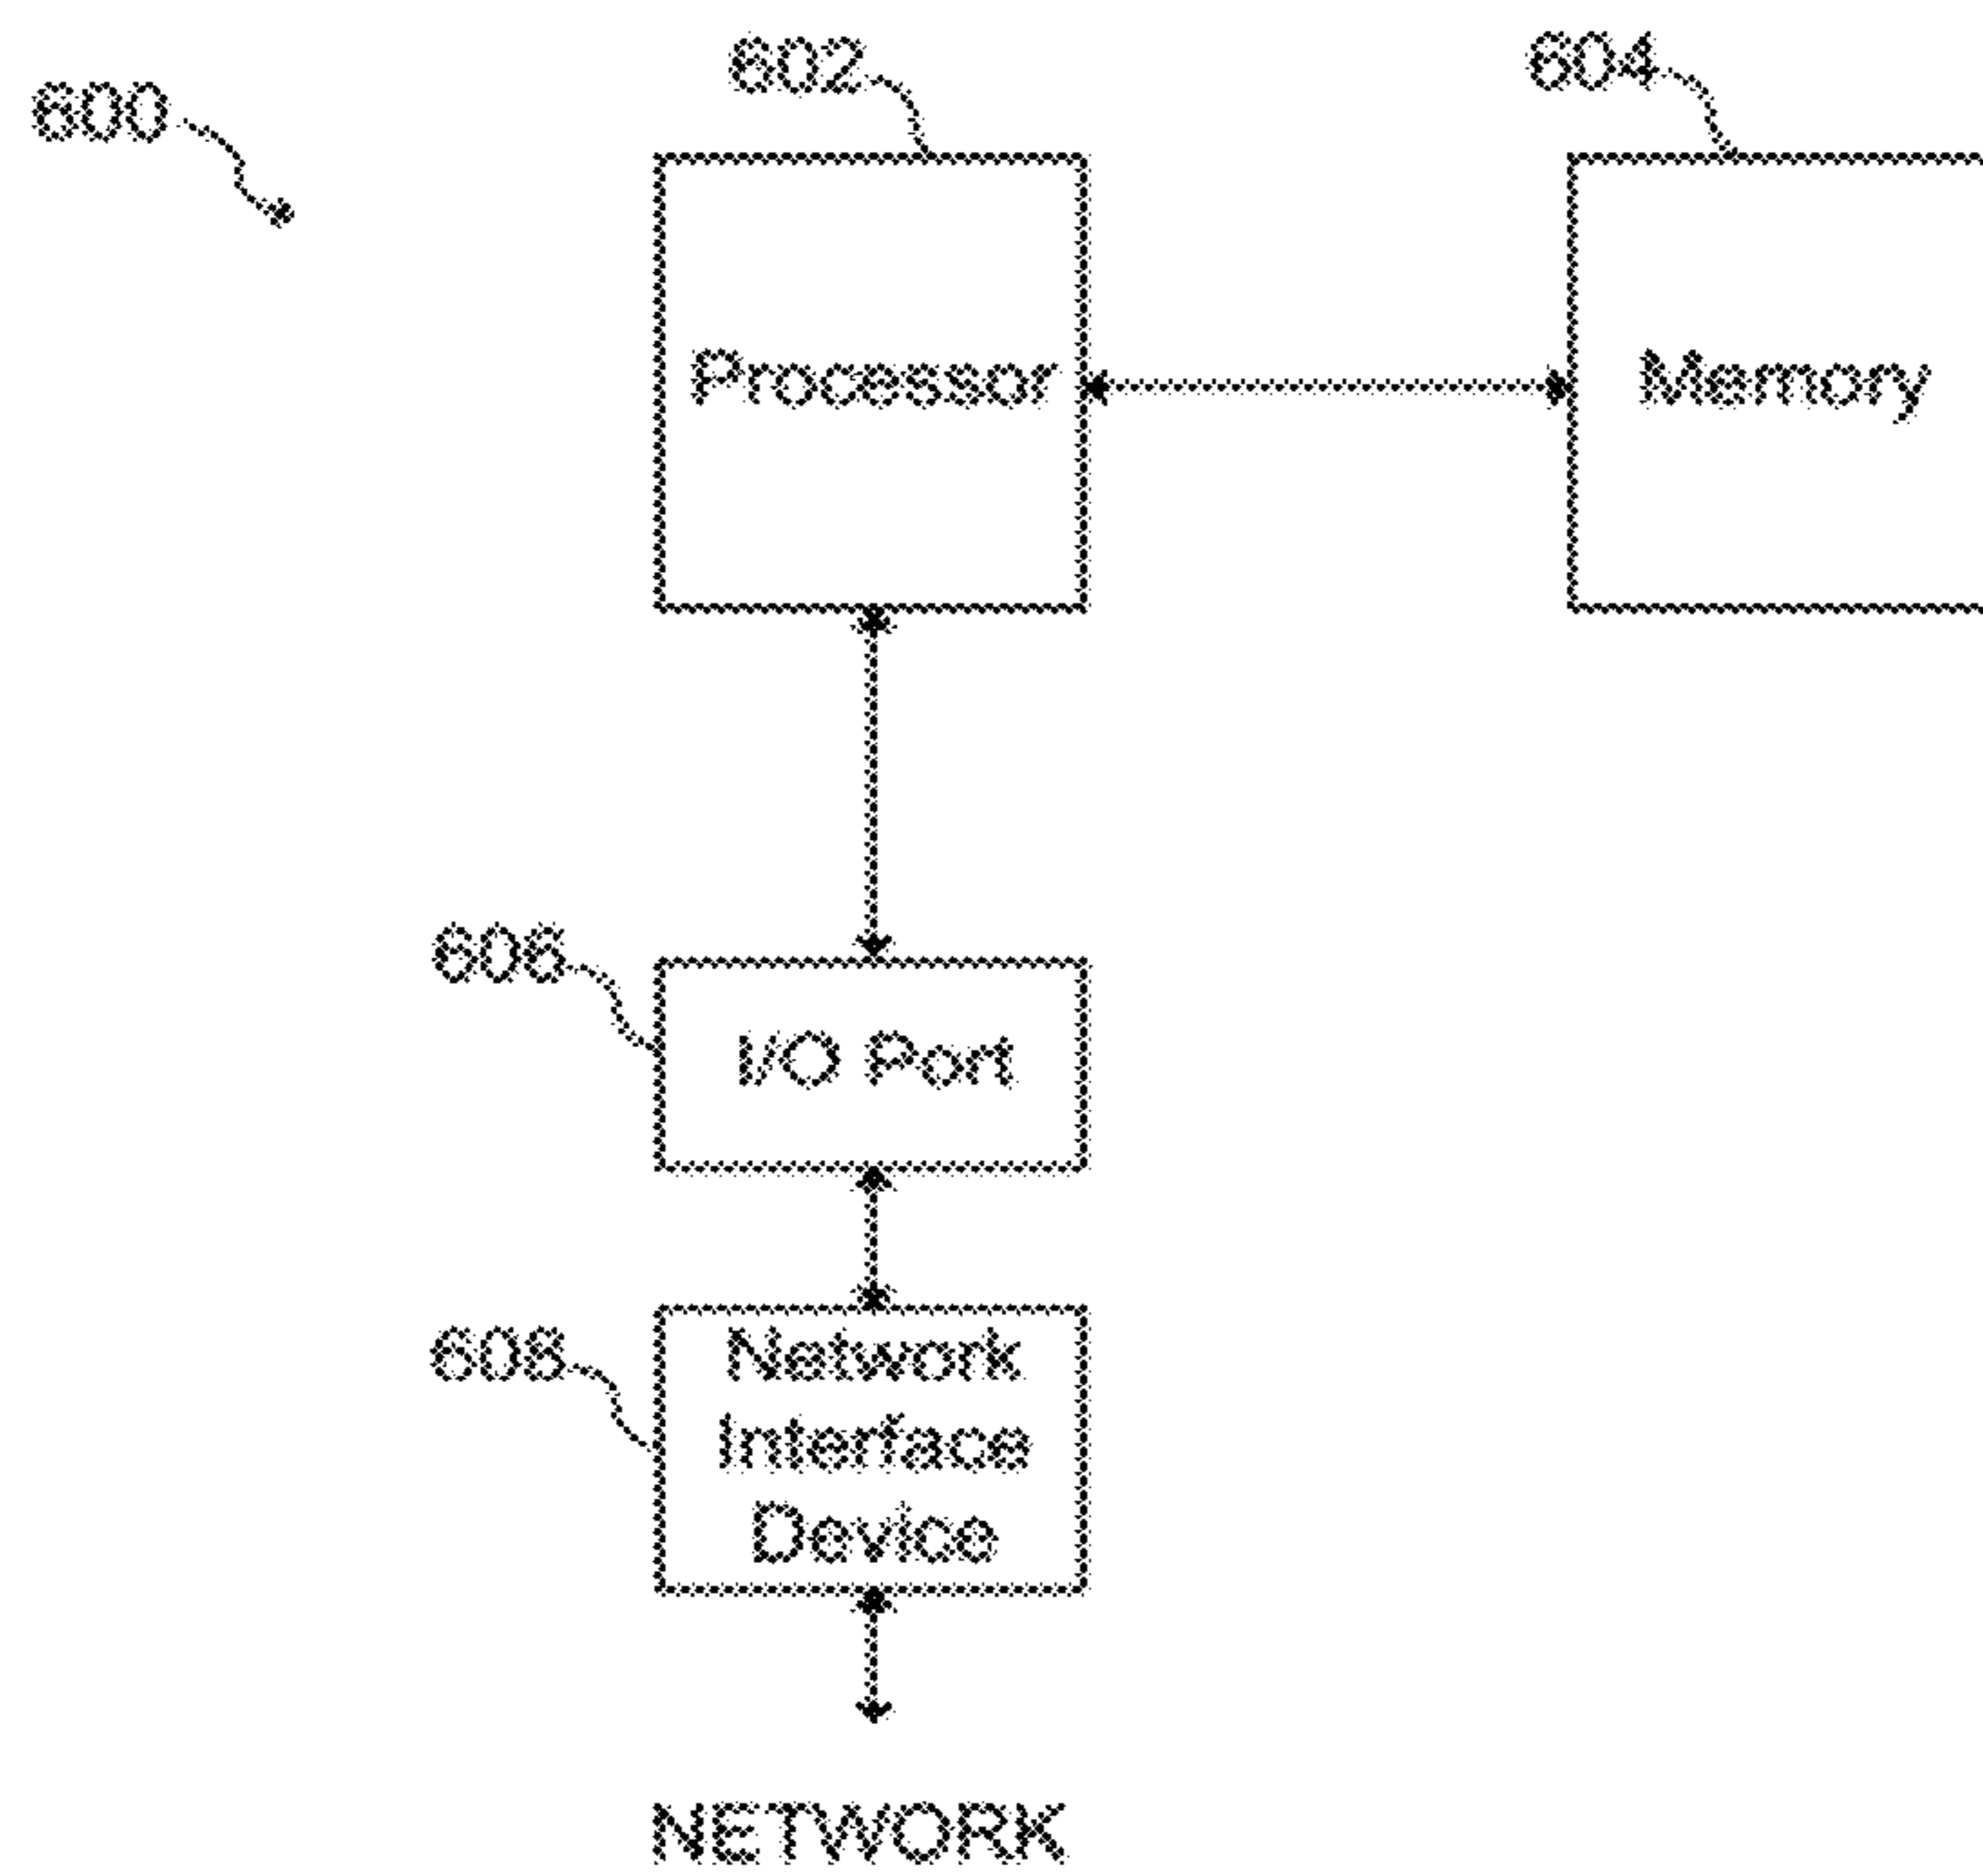 600
602
604
Processor
Memory
606
I/O Port
608
Network
Interface
Device
NETWORK